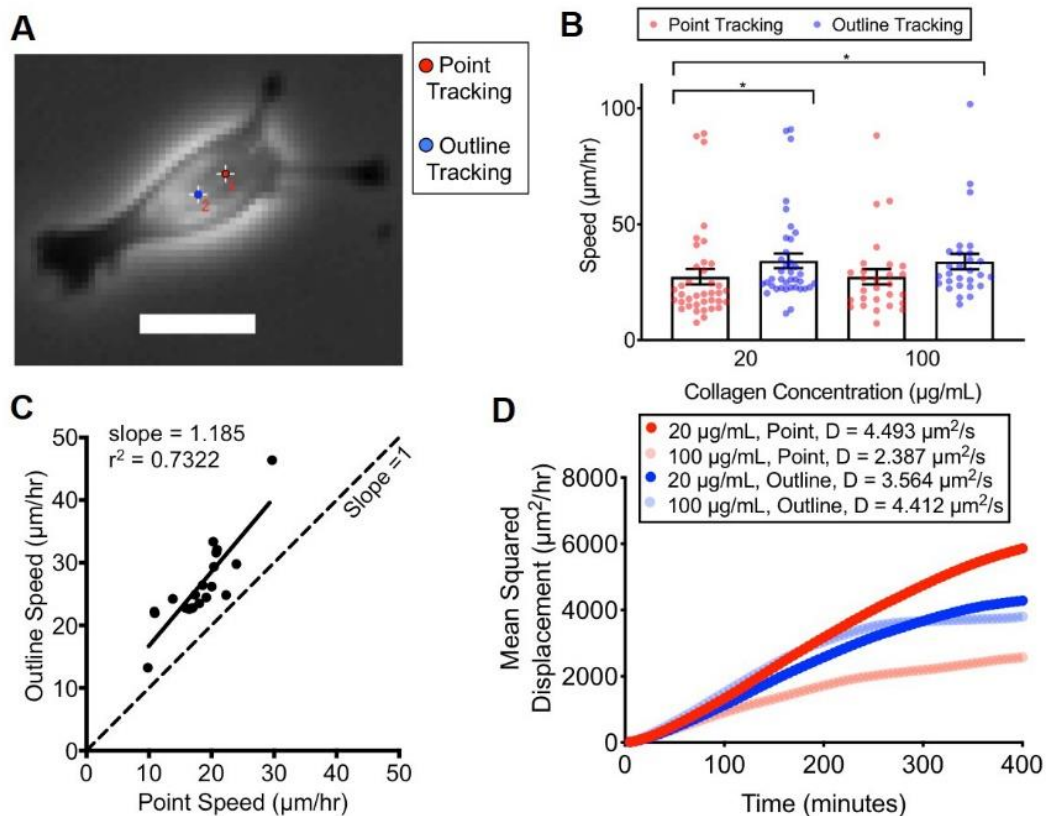 A
Point
Tracking
Outline
Tracking
1
2
B
Point Tracking
Outline Tracking
*
*
Speed (μm/hr)
100
50
0
20
100
Collagen Concentration (μg/mL)
C
slope = 1.185
r² = 0.7322
Slope =1
Outline Speed (μm/hr)
50
40
30
20
10
0
0
10
20
30
40
50
Point Speed (μm/hr)
D
20 μg/mL, Point, D = 4.493 μm²/s
100 μg/mL, Point, D = 2.387 μm²/s
20 μg/mL, Outline, D = 3.564 μm²/s
100 μg/mL, Outline, D = 4.412 μm²/s
Mean Squared
Displacement (μm²/hr)
8000
6000
4000
2000
0
0
100
200
300
400
Time (minutes)